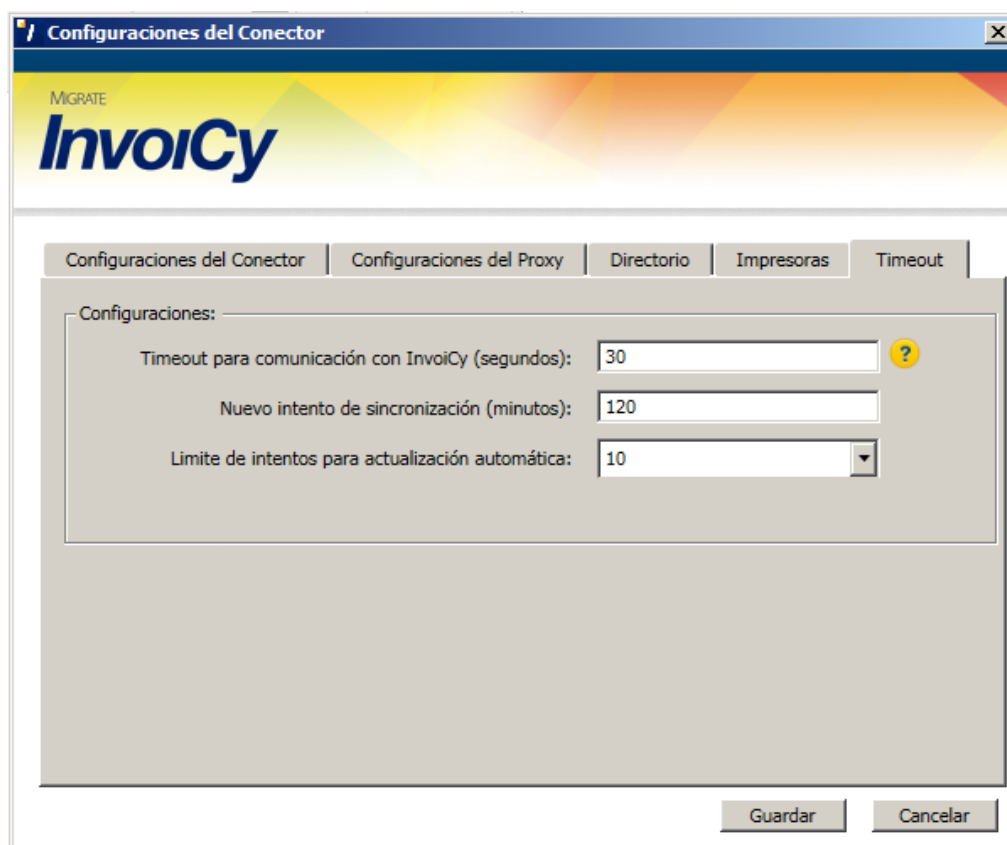 Configuraciones del Conector
MIGRATE
InvoiCy
Configuraciones del Conector
Configuraciones del Proxy
Directorio
Impresoras
Timeout
Configuraciones:
Timeout para comunicación con InvoiCy (segundos):
30
?
Nuevo intento de sincronización (minutos):
120
Limite de intentos para actualización automática:
10
Guardar
Cancelar